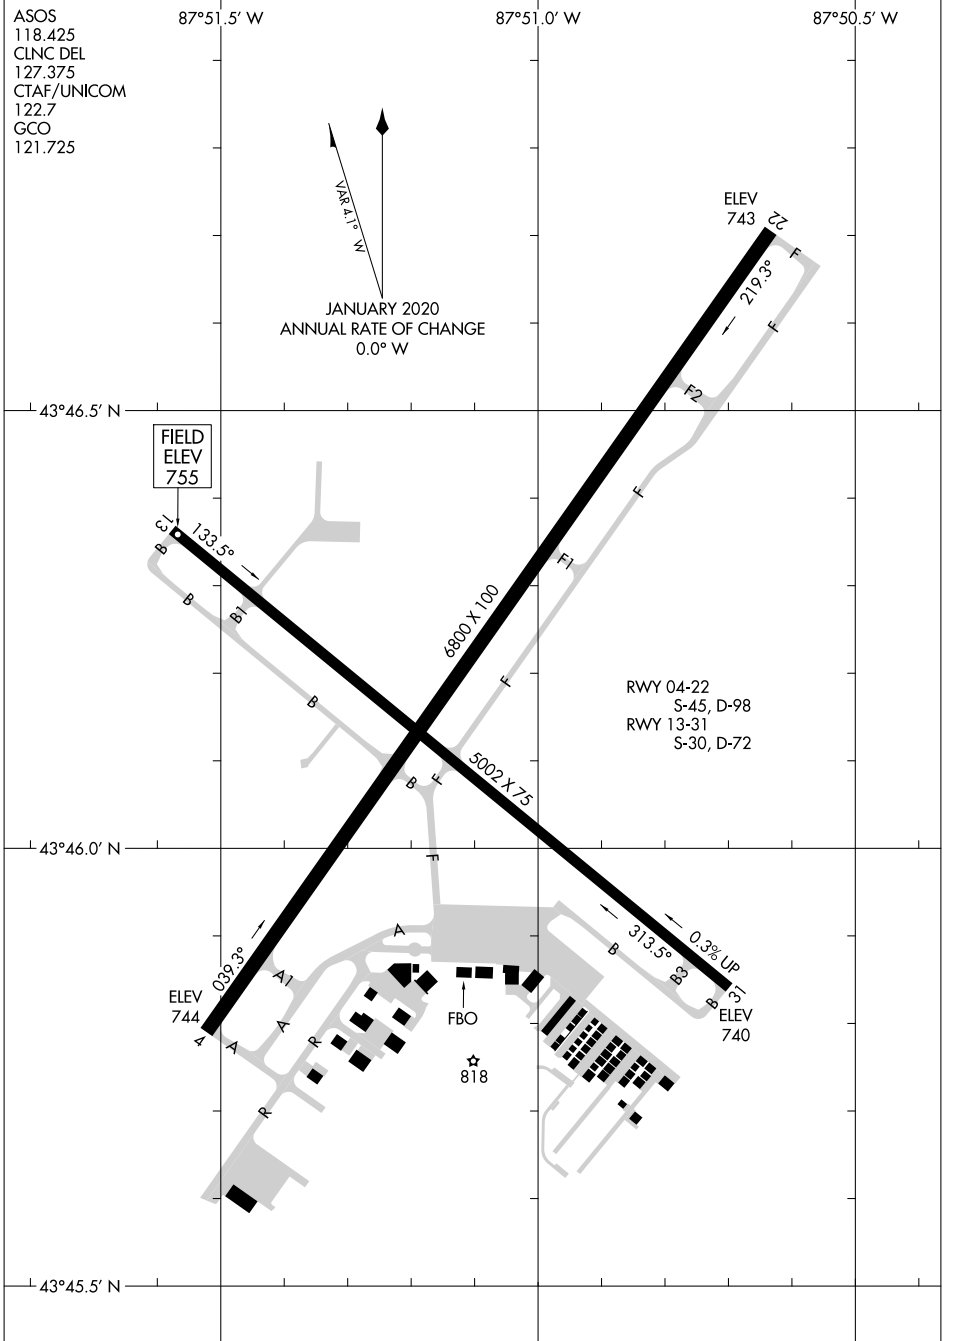 ASOS
118.425
CLNC DEL
127.375
CTAF/UNICOM
122.7
GCO
121.725
87°51.5' W
87°51.0' W
87°50.5' W
VAR 4.1° W
JANUARY 2020
ANNUAL RATE OF CHANGE
0.0° W
ELEV
743
22
F
219.3°
F
F2
43°46.5' N
FIELD
ELEV
755
13
133.5°
B
B
B1
F
F1
6800 X 100
F
B
RWY 04-22
S-45, D-98
RWY 13-31
S-30, D-72
B
F
5002 X 75
43°46.0' N
F
A
039.3°
A1
ELEV
744
4
A
A
R
R
FBO
818
B
313.5°
0.3% UP
B3
B
31
ELEV
740
43°45.5' N